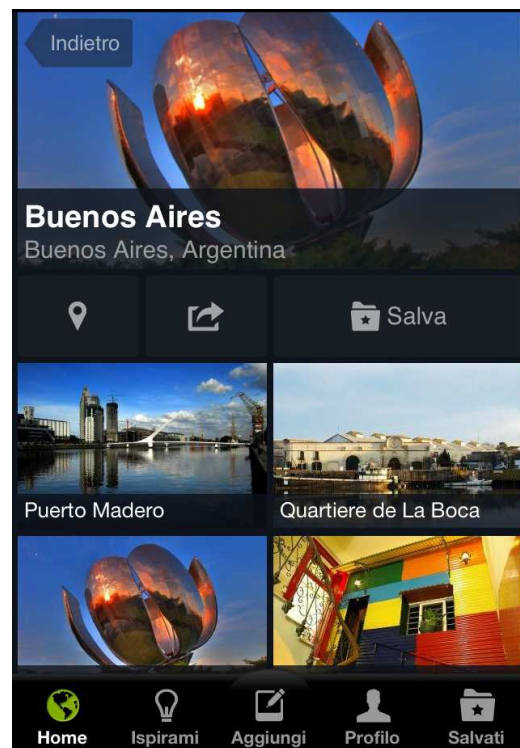 Indietro
Buenos Aires
Buenos Aires, Argentina
Salva
Puerto Madero
Quartiere de La Boca
Home
Ispirami
Aggiungi
Profilo
Salvati